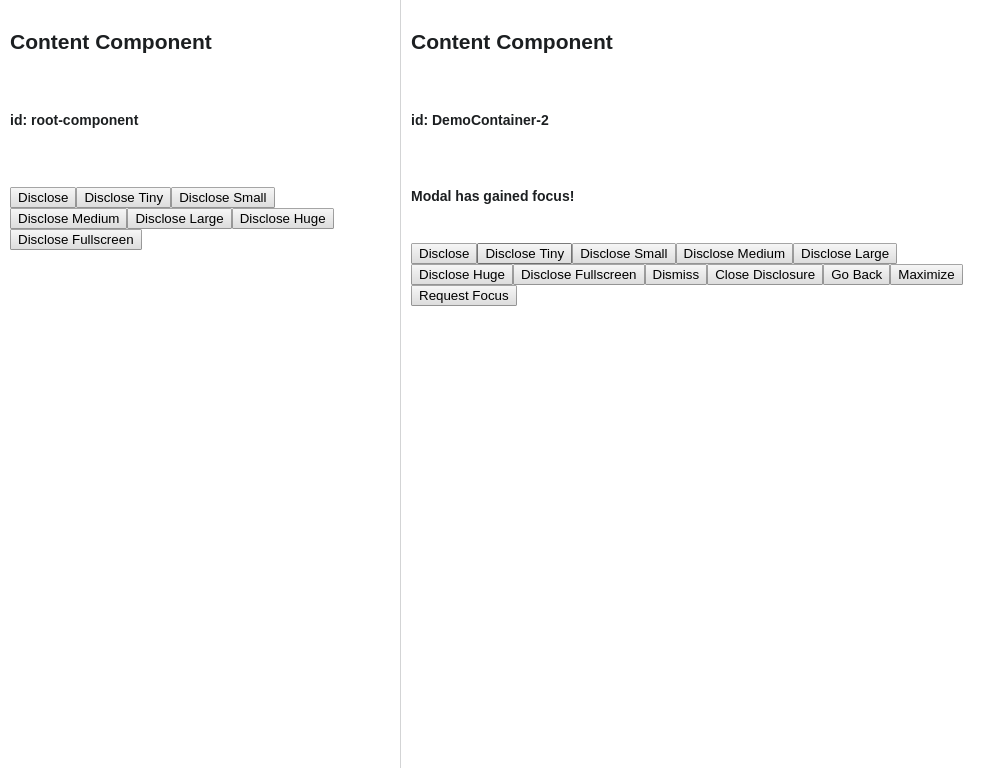 Content Component
id: root-component
Disclose Disclose Tiny Disclose Small
Disclose Medium Disclose Large Disclose Huge
Disclose Fullscreen
Content Component
id: DemoContainer-2
Modal has gained focus!
Disclose Disclose Tiny Disclose Small Disclose Medium Disclose Large
Disclose Huge Disclose Fullscreen Dismiss Close Disclosure Go Back Maximize
Request Focus